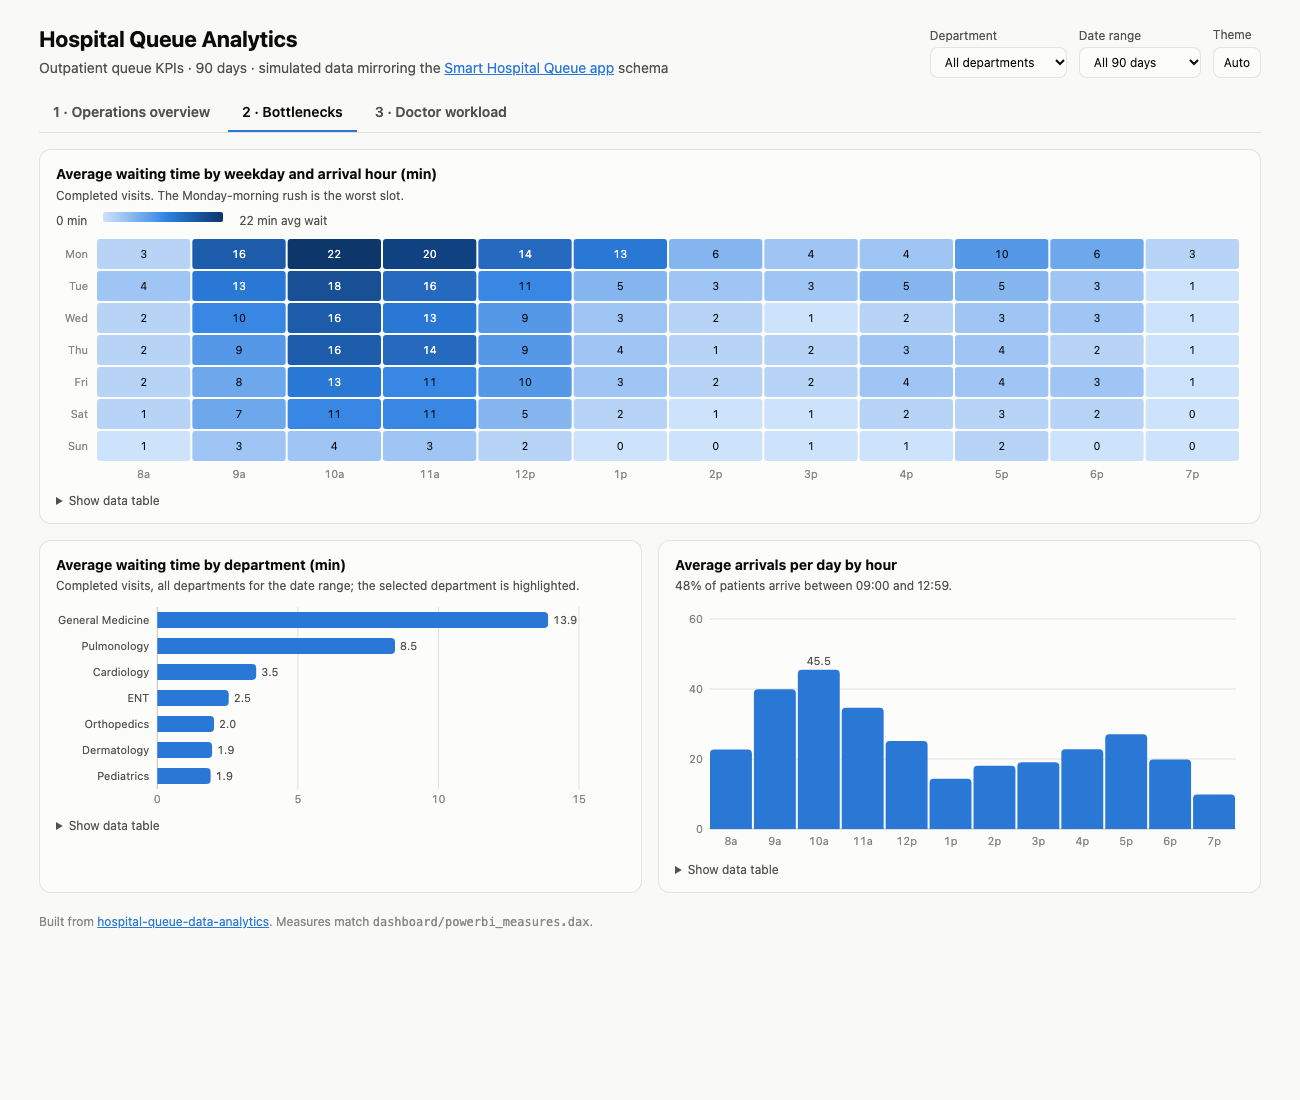 Hospital Queue Analytics
Outpatient queue KPIs · 90 days · simulated data mirroring the Smart Hospital Queue app schema
Department Date range Theme
All departments All 90 days Auto
1 · Operations overview 2 · Bottlenecks 3 · Doctor workload
Average waiting time by weekday and arrival hour (min)
Completed visits. The Monday-morning rush is the worst slot.
0 min 22 min avg wait
Mon 3 16 22 20 14 13 6 4 4 10 6 3
Tue 4 13 18 16 11 5 3 3 5 5 3 1
Wed 2 10 16 13 9 3 2 1 2 3 3 1
Thu 2 9 16 14 9 4 1 2 3 4 2 1
Fri 2 8 13 11 10 3 2 2 4 4 3 1
Sat 1 7 11 11 5 2 1 1 2 3 2 0
Sun 1 3 4 3 2 0 0 1 1 2 0 0
8a 9a 10a 11a 12p 1p 2p 3p 4p 5p 6p 7p
Show data table
Average waiting time by department (min)
Completed visits, all departments for the date range; the selected department is highlighted.
General Medicine 13.9
Pulmonology 8.5
Cardiology 3.5
ENT 2.5
Orthopedics 2.0
Dermatology 1.9
Pediatrics 1.9
0 5 10 15
Show data table
Average arrivals per day by hour
48% of patients arrive between 09:00 and 12:59.
60
45.5
40
20
0
8a 9a 10a 11a 12p 1p 2p 3p 4p 5p 6p 7p
Show data table
Built from hospital-queue-data-analytics. Measures match dashboard/powerbi_measures.dax.